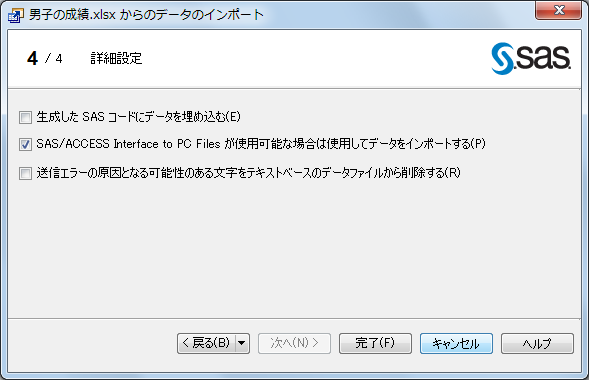 男子の成績.xlsx からのデータのインポート
4 / 4 詳細設定
sas
生成した SAS コードにデータを埋め込む(E)
SAS/ACCESS Interface to PC Files が使用可能な場合は使用してデータをインポートする(P)
送信エラーの原因となる可能性のある文字をテキストベースのデータファイルから削除する(R)
< 戻る(B) 次へ(N) > 完了(F) キャンセル ヘルプ